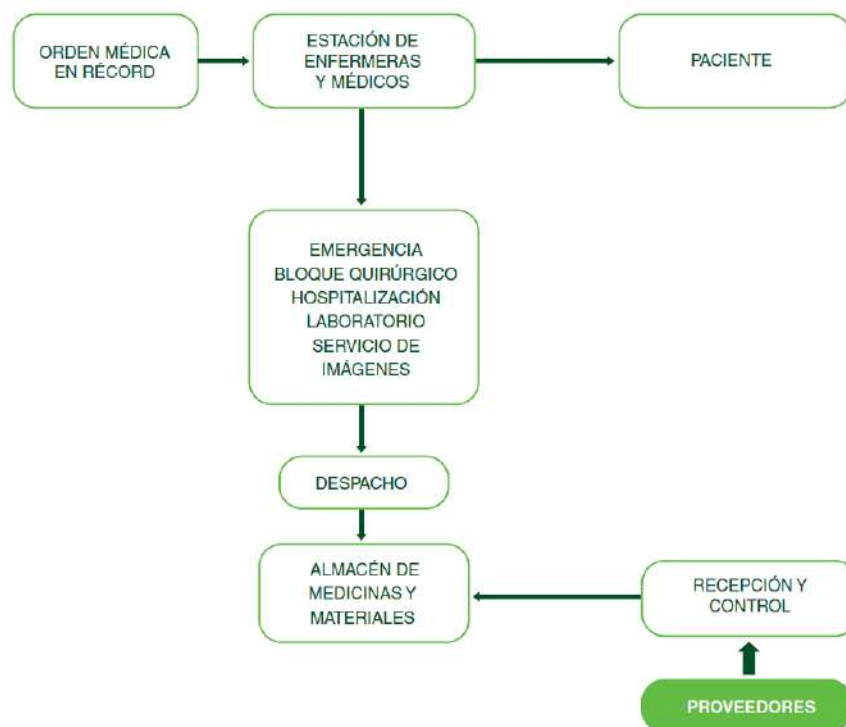 ORDEN MÉDICA
EN RÉCORD
ESTACIÓN DE
ENFERMERAS
Y MÉDICOS
PACIENTE
EMERGENCIA
BLOQUE QUIRÚRGICO
HOSPITALIZACIÓN
LABORATORIO
SERVICIO DE
IMÁGENES
DESPACHO
ALMACÉN DE
MEDICINAS Y
MATERIALES
RECEPCIÓN Y
CONTROL
PROVEEDORES